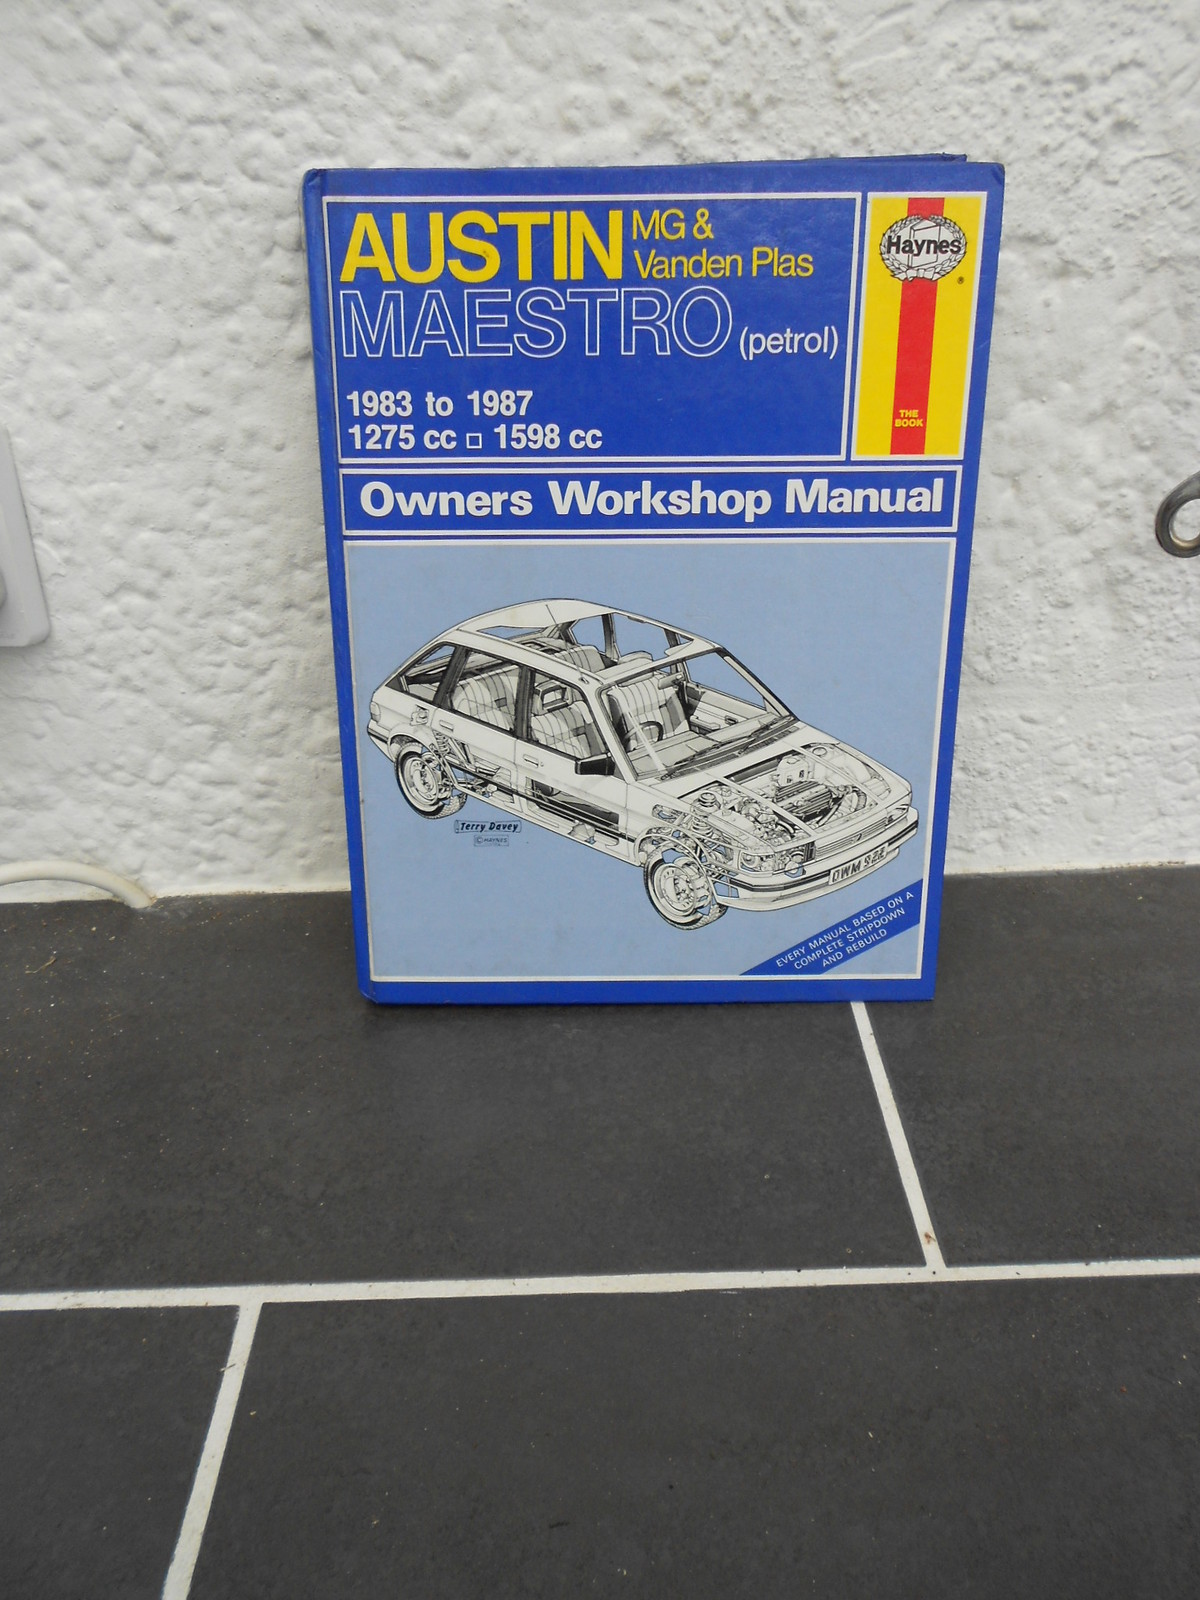 AUSTIN MG &
Vanden Plas
MAESTRO (petrol)
1983 to 1987
1275 cc □ 1598 cc
Haynes
®
THE
BOOK
Owners Workshop Manual
Terry Davey
© HAYNES
EVERY MANUAL BASED ON A
COMPLETE STRIPDOWN
AND REBUILD